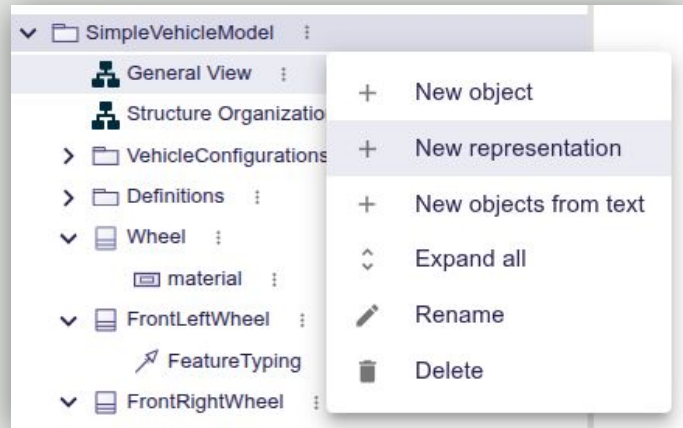 SimpleVehicleModel
General View
Structure Organizatio
VehicleConfigurations
Definitions
Wheel
material
FrontLeftWheel
FeatureTyping
FrontRightWheel
New object
New representation
New objects from text
Expand all
Rename
Delete